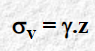 σv = γ.z